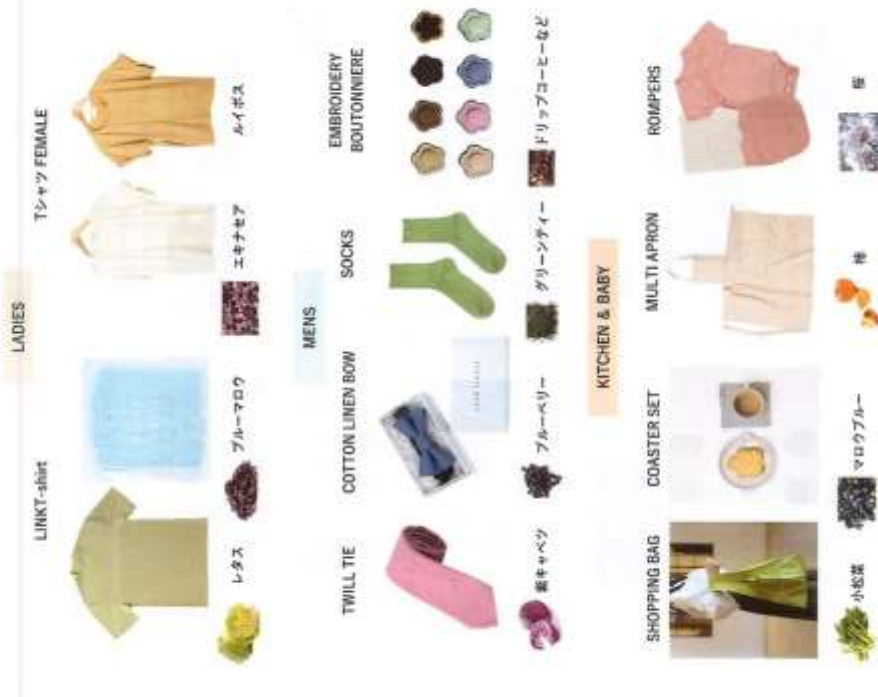 LADIES
LINKT-shirt
Tシャツ FEMALE
レタス
ブルーマロウ
エキナセア
ルイボス
MENS
TWILL TIE
COTTON LINEN BOW
SOCKS
EMBROIDERY
BOUTONNIERE
紫キャベツ
ブルーベリー
グリーンティー
ドリップコーヒーなど
KITCHEN & BABY
SHOPPING BAG
COASTER SET
MULTI APRON
ROMPERS
小松菜
マロウブルー
柿
桜